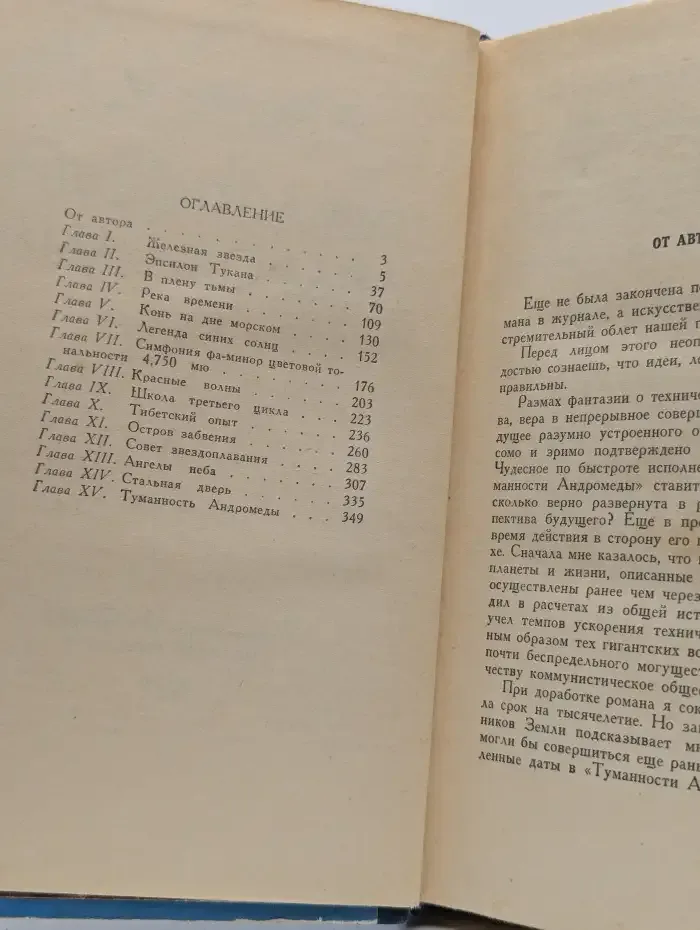 ОГЛАВЛЕНИЕ
От автора . . . . . . . . . . . . 3
Глава I. Железная звезда . . . . . . 5
Глава II. Эпсилон Тукана . . . . . . 37
Глава III. В плену тьмы . . . . . . 70
Глава IV. Река времени . . . . . . 109
Глава V. Конь на дне морском . . . . 130
Глава VI. Легенда синих солнц . . . . 152
Глава VII. Симфония фа-минор цветовой то-
нальности 4,750 мю . . . . . . 176
Глава VIII. Красные волны . . . . . . 203
Глава IX. Школа третьего цикла . . . 223
Глава X. Тибетский опыт . . . . . 236
Глава XI. Остров забвения . . . . . 260
Глава XII. Совет звездоплавания . . . . 283
Глава XIII. Ангелы неба . . . . . . 307
Глава XIV. Стальная дверь . . . . . 335
Глава XV. Туманность Андромеды . . . 349
ОТ АВТ
Еще не была закончена
мана в журнале, а искусствен
стремительный облет нашей
Перед лицом этого неоп
достью сознаешь, что идеи,
правильны.
Размах фантазии о техниче
ва, вера в непрерывное соверш
дущее разумно устроенного
сомо и зримо подтверждено
Чудесное по быстроте исполне
манности Андромеды» ставит
сколько верно развернута в
пектива будущего? Еще в пр
время действия в сторону его
хе. Сначала мне казалось, что
планеты и жизни, описанные
осуществлены ранее чем через
дил в расчетах из общей ист
учел темпов ускорения технич
ным образом тех гигантских
почти беспредельного могущест
честву коммунистическое общес
При доработке романа я сок
ла срок на тысячелетие. Но
ников Земли подсказывает
могли бы совершиться еще ран
ленные даты в «Туманности А